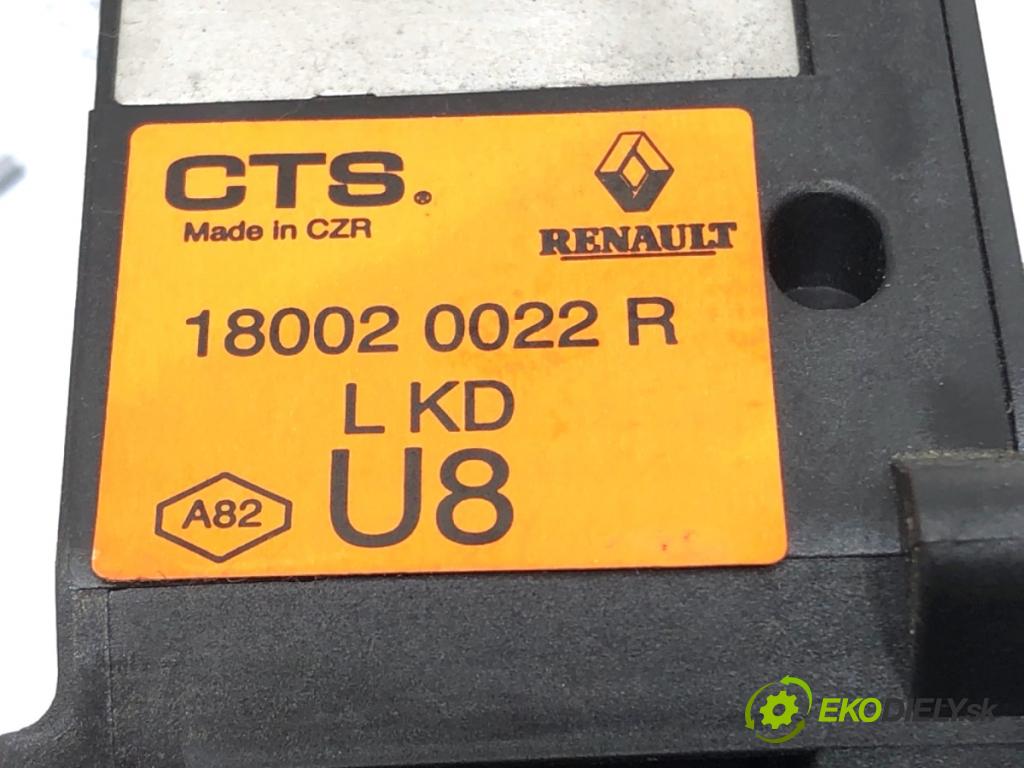 CTS.®
Made in CZR
RENAULT
18002 0022 R
L KD
U8
A82
EKODIELY.sk